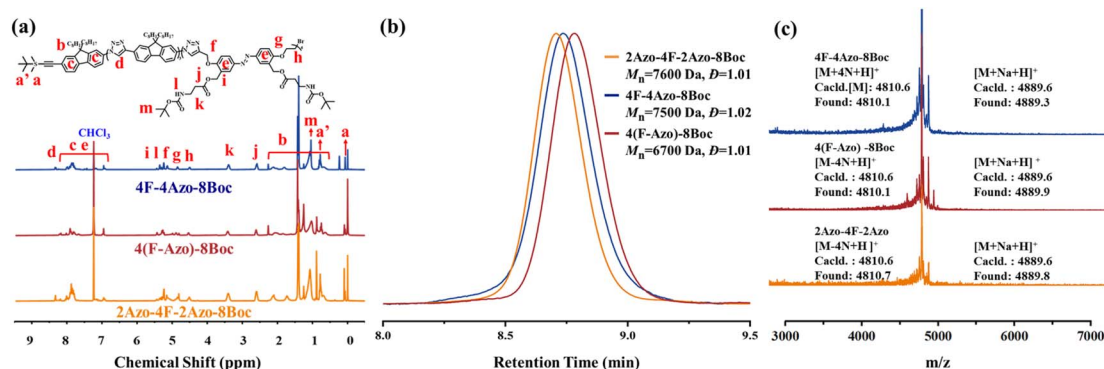 (a)
b
C₈H₁₇ C₈H₁₇
C₈H₁₇ C₈H₁₇
f
g
Br
a' a
c
c
d
e
e
h
i
j
l
k
m
CHCl₃
d c e i l f g h k j b m a' a
4F-4Azo-8Boc
4(F-Azo)-8Boc
2Azo-4F-2Azo-8Boc
9 8 7 6 5 4 3 2 1 0
Chemical Shift (ppm)
(b)
2Azo-4F-2Azo-8Boc
Mn=7600 Da, Đ=1.01
4F-4Azo-8Boc
Mn=7500 Da, Đ=1.02
4(F-Azo)-8Boc
Mn=6700 Da, Đ=1.01
8.0 8.5 9.0 9.5
Retention Time (min)
(c)
4F-4Azo-8Boc
[M+4N+H]⁺ [M+Na+H]⁺
Cacld.[M]: 4810.6 Cacld.: 4889.6
Found: 4810.1 Found: 4889.3
4(F-Azo) -8Boc
[M-4N+H]⁺ [M+Na+H] ⁺
Cacld. : 4810.6 Cacld. : 4889.6
Found: 4810.1 Found: 4889.9
2Azo-4F-2Azo
[M-4N+H]⁺ [M+Na+H]⁺
Cacld. : 4810.6 Cacld. : 4889.6
Found: 4810.7 Found: 4889.8
3000 4000 5000 6000 7000
m/z